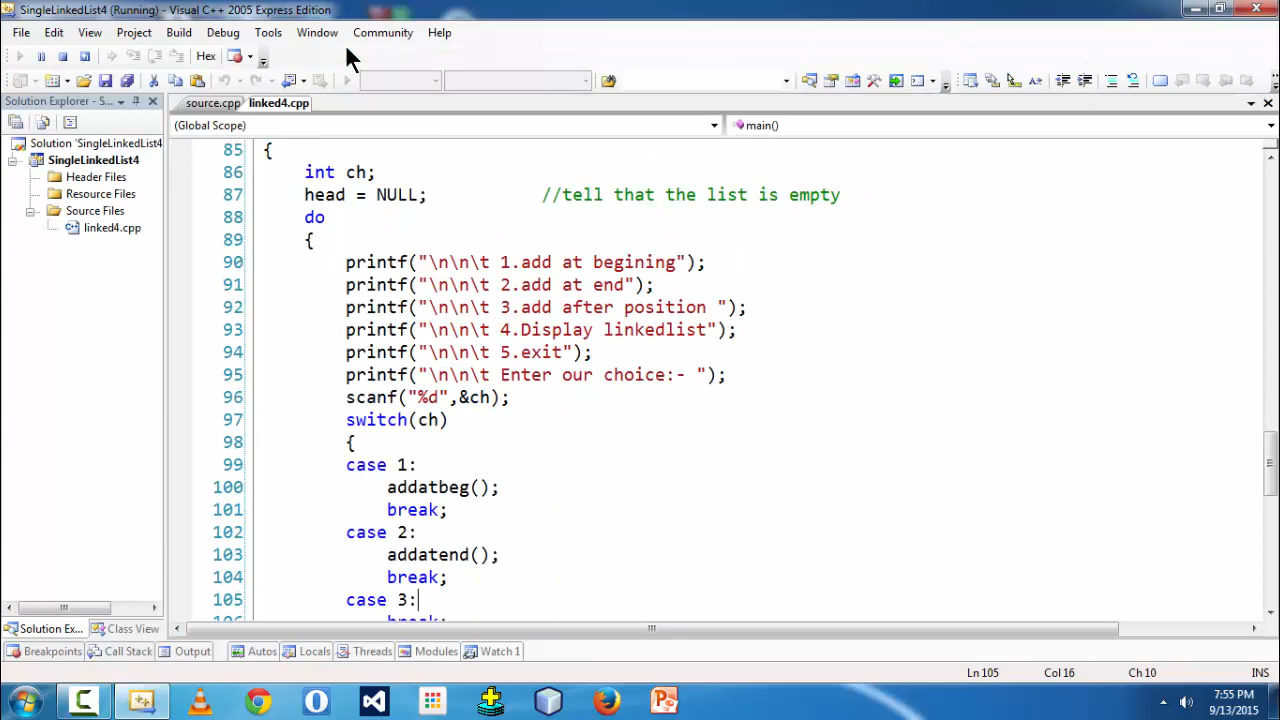 SingleLinkedList4 (Running) - Visual C++ 2005 Express Edition
File Edit View Project Build Debug Tools Window Community Help
Hex
Solution Explorer - S...
source.cpp linked4.cpp
(Global Scope) main()
Solution 'SingleLinkedList4
SingleLinkedList4
Header Files
Resource Files
Source Files
linked4.cpp
85 {
86 int ch;
87 head = NULL; //tell that the list is empty
88 do
89 {
90 printf("\n\n\t 1.add at begining");
91 printf("\n\n\t 2.add at end");
92 printf("\n\n\t 3.add after position ");
93 printf("\n\n\t 4.Display linkedlist");
94 printf("\n\n\t 5.exit");
95 printf("\n\n\t Enter our choice:- ");
96 scanf("%d",&ch);
97 switch(ch)
98 {
99 case 1:
100 addatbeg();
101 break;
102 case 2:
103 addatend();
104 break;
105 case 3:
106 break;
Solution Ex... Class View
Breakpoints Call Stack Output Autos Locals Threads Modules Watch 1
Ln 105 Col 16 Ch 10 INS
7:55 PM
9/13/2015